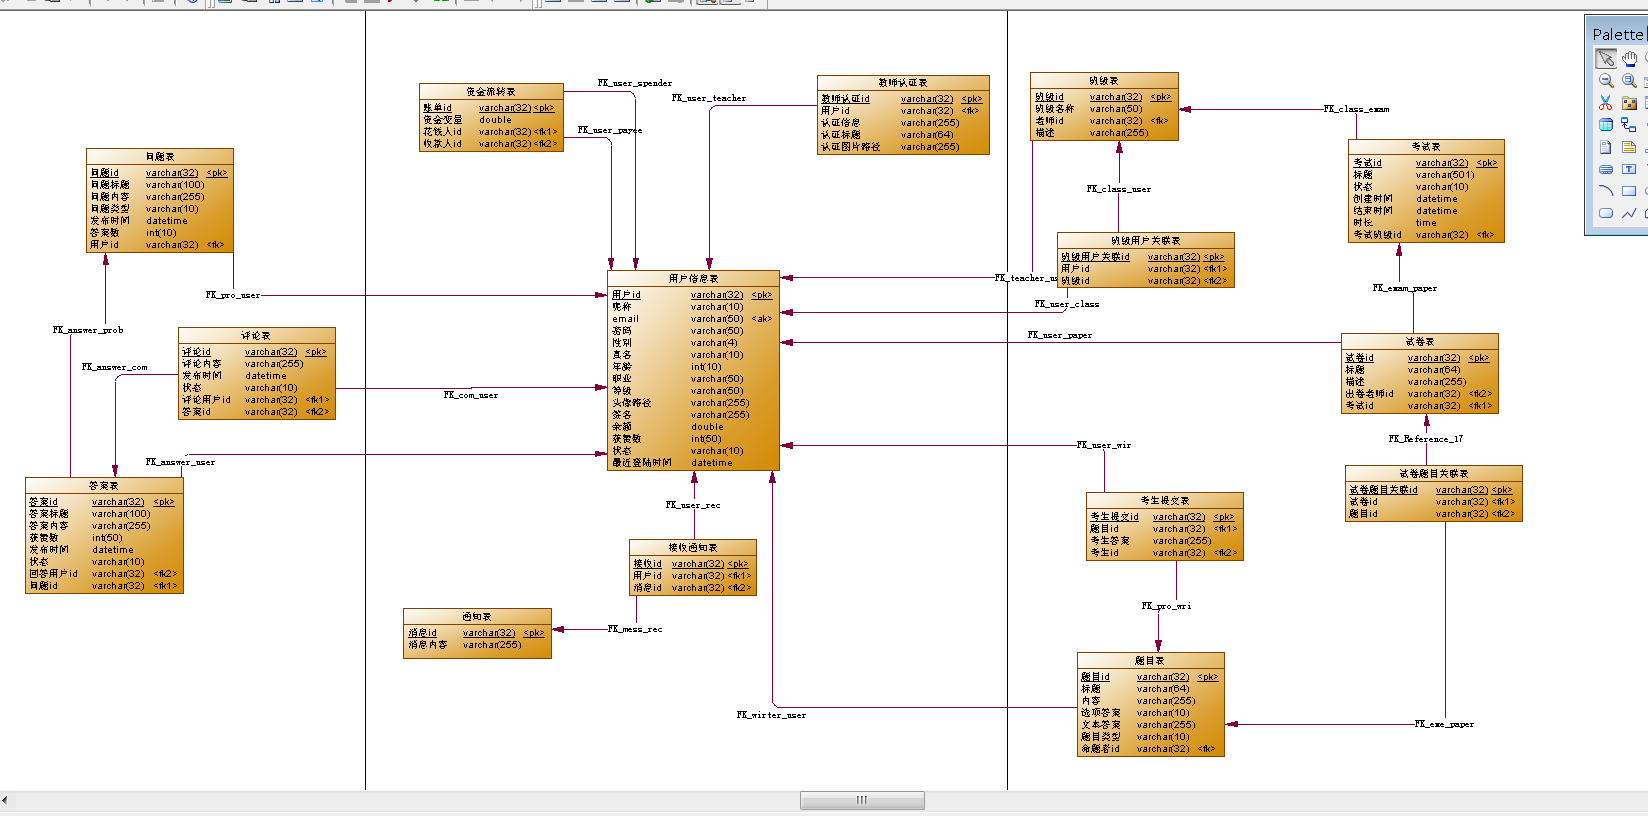 Palette
资金流转表
账单id varchar(32) <pk>
资金变量 double
花钱人id varchar(32) <fk1>
收款人id varchar(32) <fk2>
FK_user_spender
FK_user_payee
FK_user_teacher
教师认证表
教师认证id varchar(32) <pk>
用户id varchar(32) <fk>
认证信息 varchar(255)
认证标题 varchar(64)
认证图片路径 varchar(255)
班级表
班级id varchar(32) <pk>
班级名称 varchar(50)
老师id varchar(32) <fk>
描述 varchar(255)
FK_class_exam
考试表
考试id varchar(32) <pk>
标题 varchar(501)
状态 varchar(10)
创建时间 datetime
结束时间 datetime
时长 time
考试班级id varchar(32) <fk>
问题表
问题id varchar(32) <pk>
问题标题 varchar(100)
问题内容 varchar(255)
问题类型 varchar(10)
发布时间 datetime
答案数 int(10)
用户id varchar(32) <fk>
FK_class_user
班级用户关联表
班级用户关联id varchar(32) <pk>
用户id varchar(32) <fk1>
班级id varchar(32) <fk2>
FK_teacher_us
FK_user_class
FK_exam_paper
FK_pro_user
用户信息表
用户id varchar(32) <pk>
昵称 varchar(10)
email varchar(50) <ak>
密码 varchar(50)
性别 varchar(4)
真名 varchar(10)
年龄 int(10)
职业 varchar(50)
等级 varchar(50)
头像路径 varchar(255)
签名 varchar(255)
余额 double
获赞数 int(50)
状态 varchar(10)
最近登陆时间 datetime
FK_user_paper
FK_answer_prob
FK_answer_com
评论表
评论id varchar(32) <pk>
评论内容 varchar(255)
发布时间 datetime
状态 varchar(10)
评论用户id varchar(32) <fk1>
答案id varchar(32) <fk2>
FK_com_user
试卷表
试卷id varchar(32) <pk>
标题 varchar(64)
描述 varchar(255)
出卷老师id varchar(32) <fk2>
考试id varchar(32) <fk1>
FK_Reference_17
FK_user_wir
FK_answer_user
答案表
答案id varchar(32) <pk>
答案标题 varchar(100)
答案内容 varchar(255)
获赞数 int(50)
发布时间 datetime
状态 varchar(10)
回答用户id varchar(32) <fk2>
问题id varchar(32) <fk1>
试卷题目关联表
试卷题目关联id varchar(32) <pk>
试卷id varchar(32) <fk1>
题目id varchar(32) <fk2>
考生提交表
考生提交id varchar(32) <pk>
题目id varchar(32) <fk1>
考生答案 varchar(255)
考生id varchar(32) <fk2>
FK_user_rec
接收通知表
接收id varchar(32) <pk>
用户id varchar(32) <fk1>
消息id varchar(32) <fk2>
FK_mess_rec
通知表
消息id varchar(32) <pk>
消息内容 varchar(255)
FK_pro_wri
题目表
题目id varchar(32) <pk>
标题 varchar(64)
内容 varchar(255)
选项答案 varchar(10)
文本答案 varchar(255)
题目类型 varchar(10)
命题者id varchar(32) <fk>
FK_wirter_user
FK_exe_paper